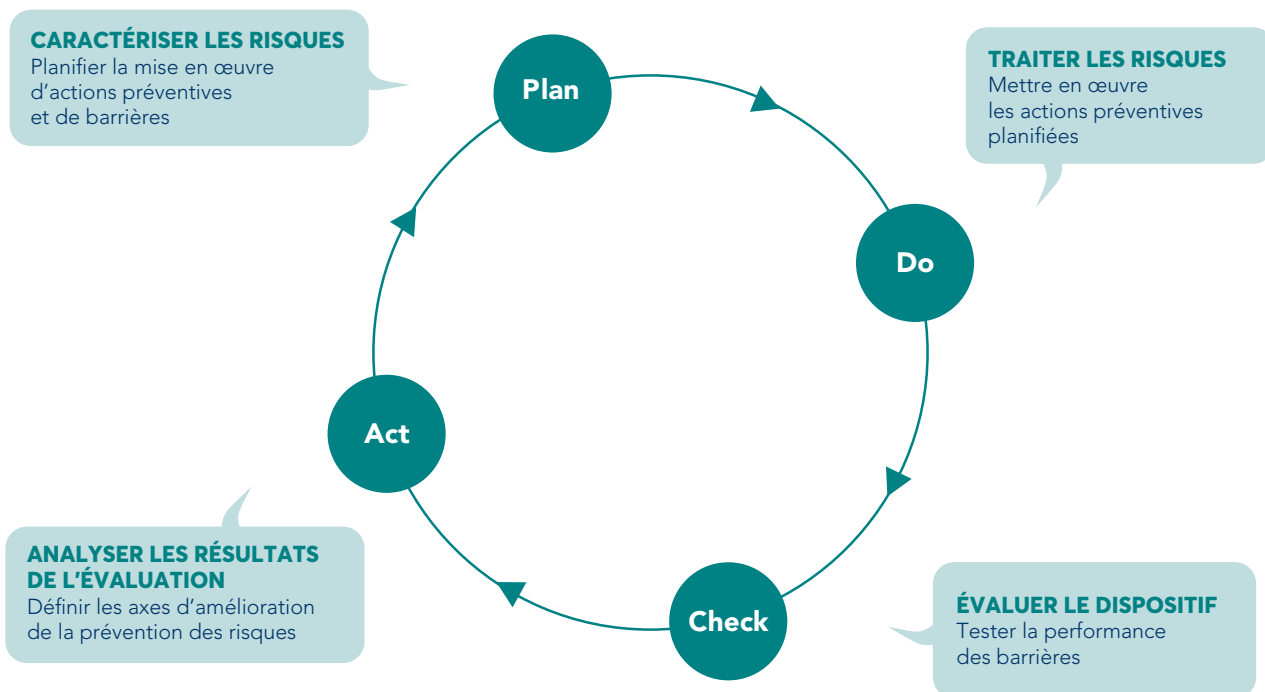 CARACTÉRISER LES RISQUES
Planifier la mise en œuvre
d'actions préventives
et de barrières
Plan
TRAITER LES RISQUES
Mettre en œuvre
les actions préventives
planifiées
Do
Act
ANALYSER LES RÉSULTATS
DE L'ÉVALUATION
Définir les axes d'amélioration
de la prévention des risques
Check
ÉVALUER LE DISPOSITIF
Tester la performance
des barrières